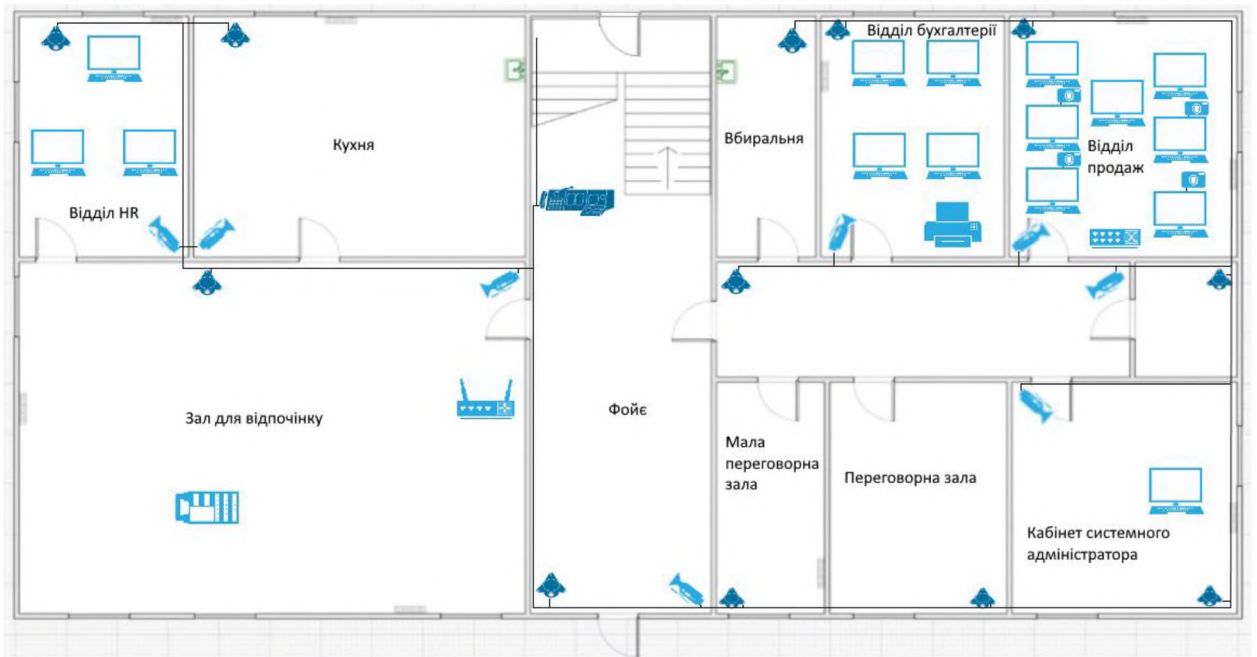 Відділ бухгалтерії
Кухня
Вбиральня
Відділ
продаж
Відділ HR
Зал для відпочінку
Фойє
Мала
переговорна
зала
Переговорна зала
Кабінет системного
адміністратора